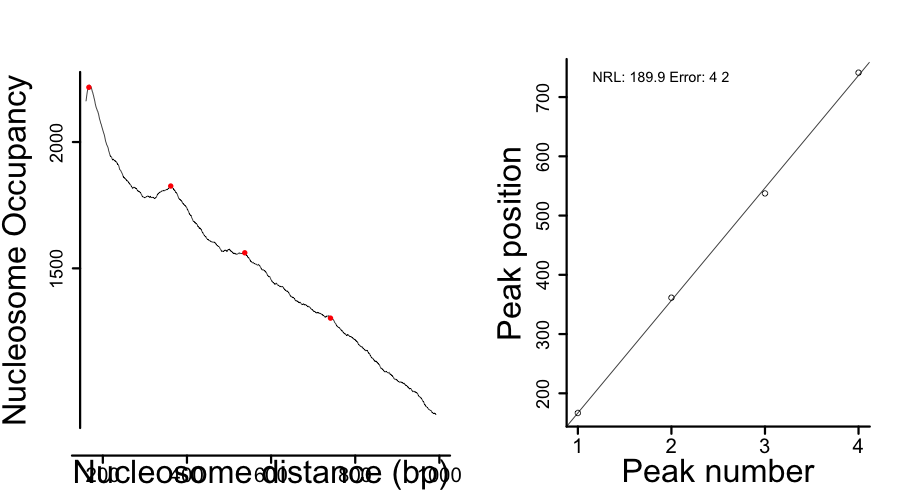 Nucleosome Occupancy
2000
1500
200 400 600 800 1000
Nucleosome distance (bp)
NRL: 189.9 Error: 4 2
Peak position
700
600
500
400
300
200
1 2 3 4
Peak number